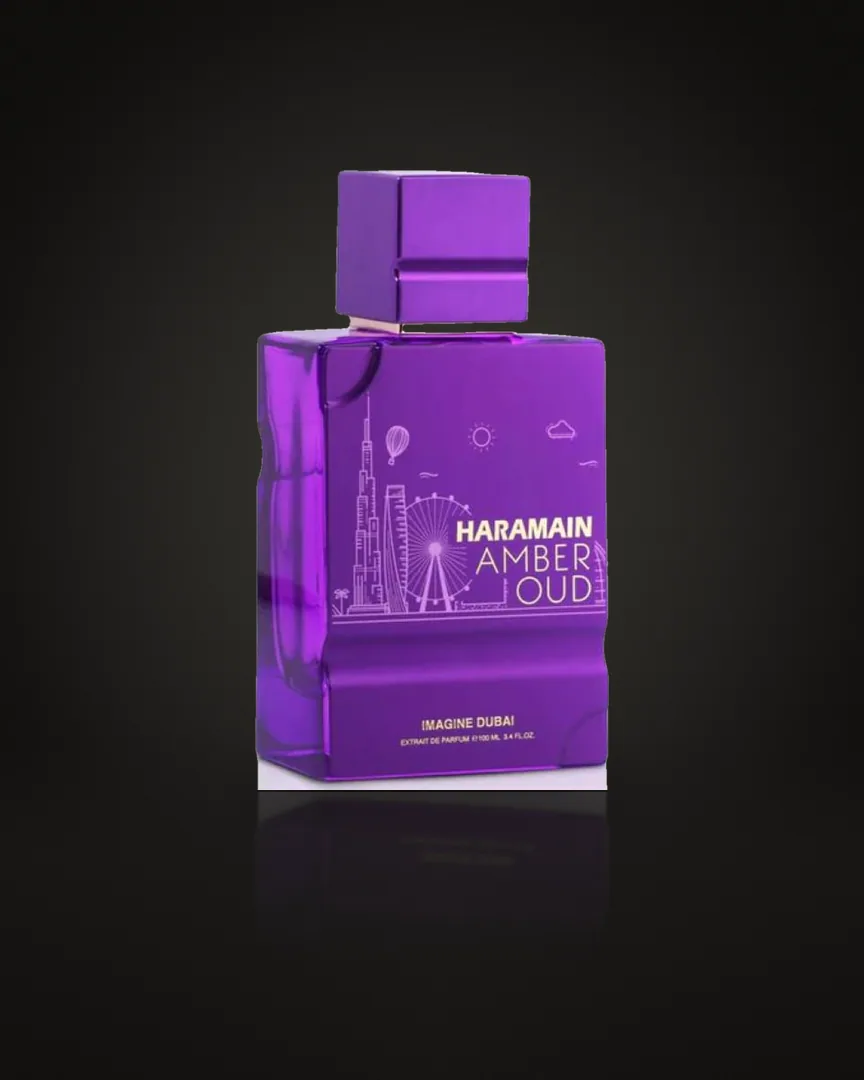 HARAMAIN
AMBER
OUD
IMAGINE DUBAI
EXTRAIT DE PARFUM ℮100 ML 3.4 FL.OZ.